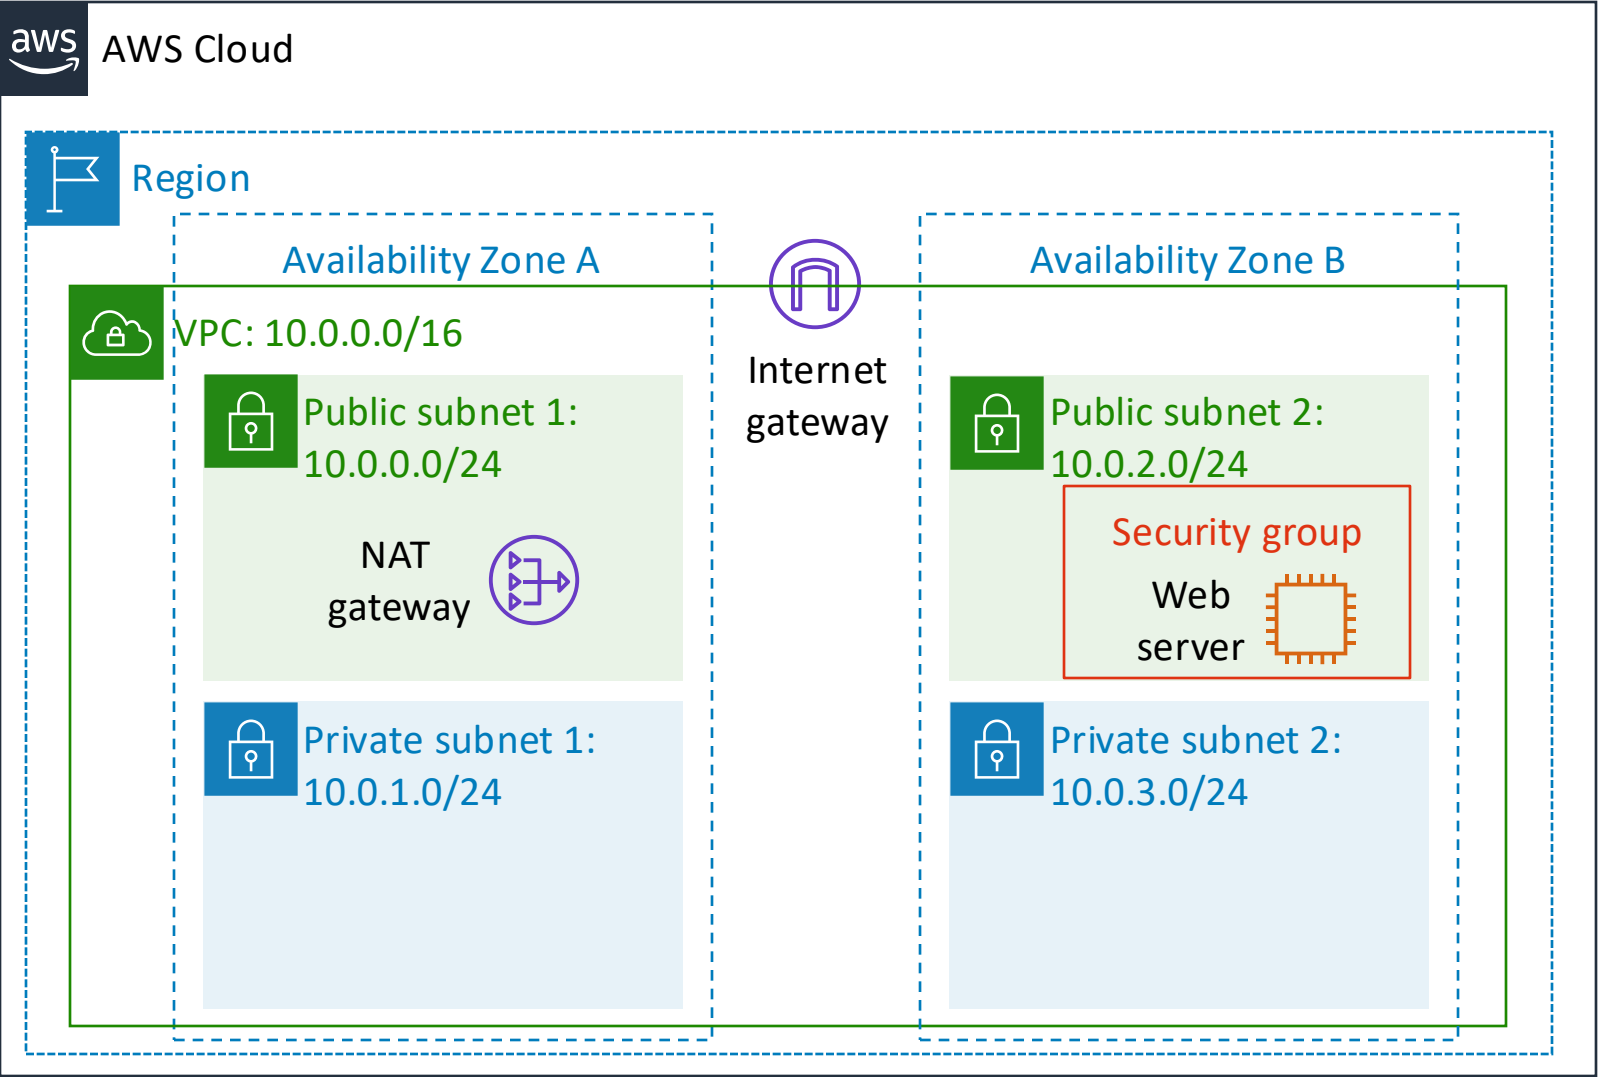 aws
AWS Cloud
Region
Availability Zone A
Availability Zone B
VPC: 10.0.0.0/16
Internet
gateway
Public subnet 1:
10.0.0.0/24
NAT
gateway
Public subnet 2:
10.0.2.0/24
Security group
Web
server
Private subnet 1:
10.0.1.0/24
Private subnet 2:
10.0.3.0/24